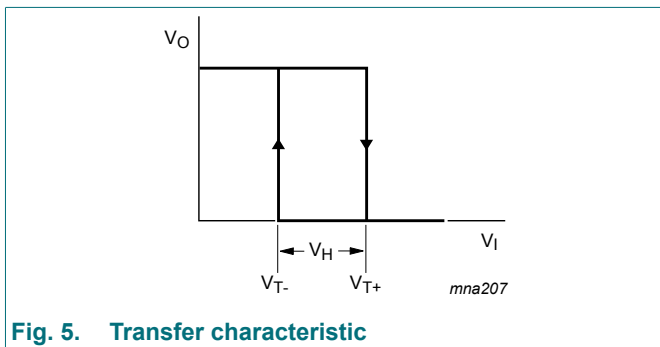 VO
VH
VI
VT-
VT+
mna207
Fig. 5. Transfer characteristic